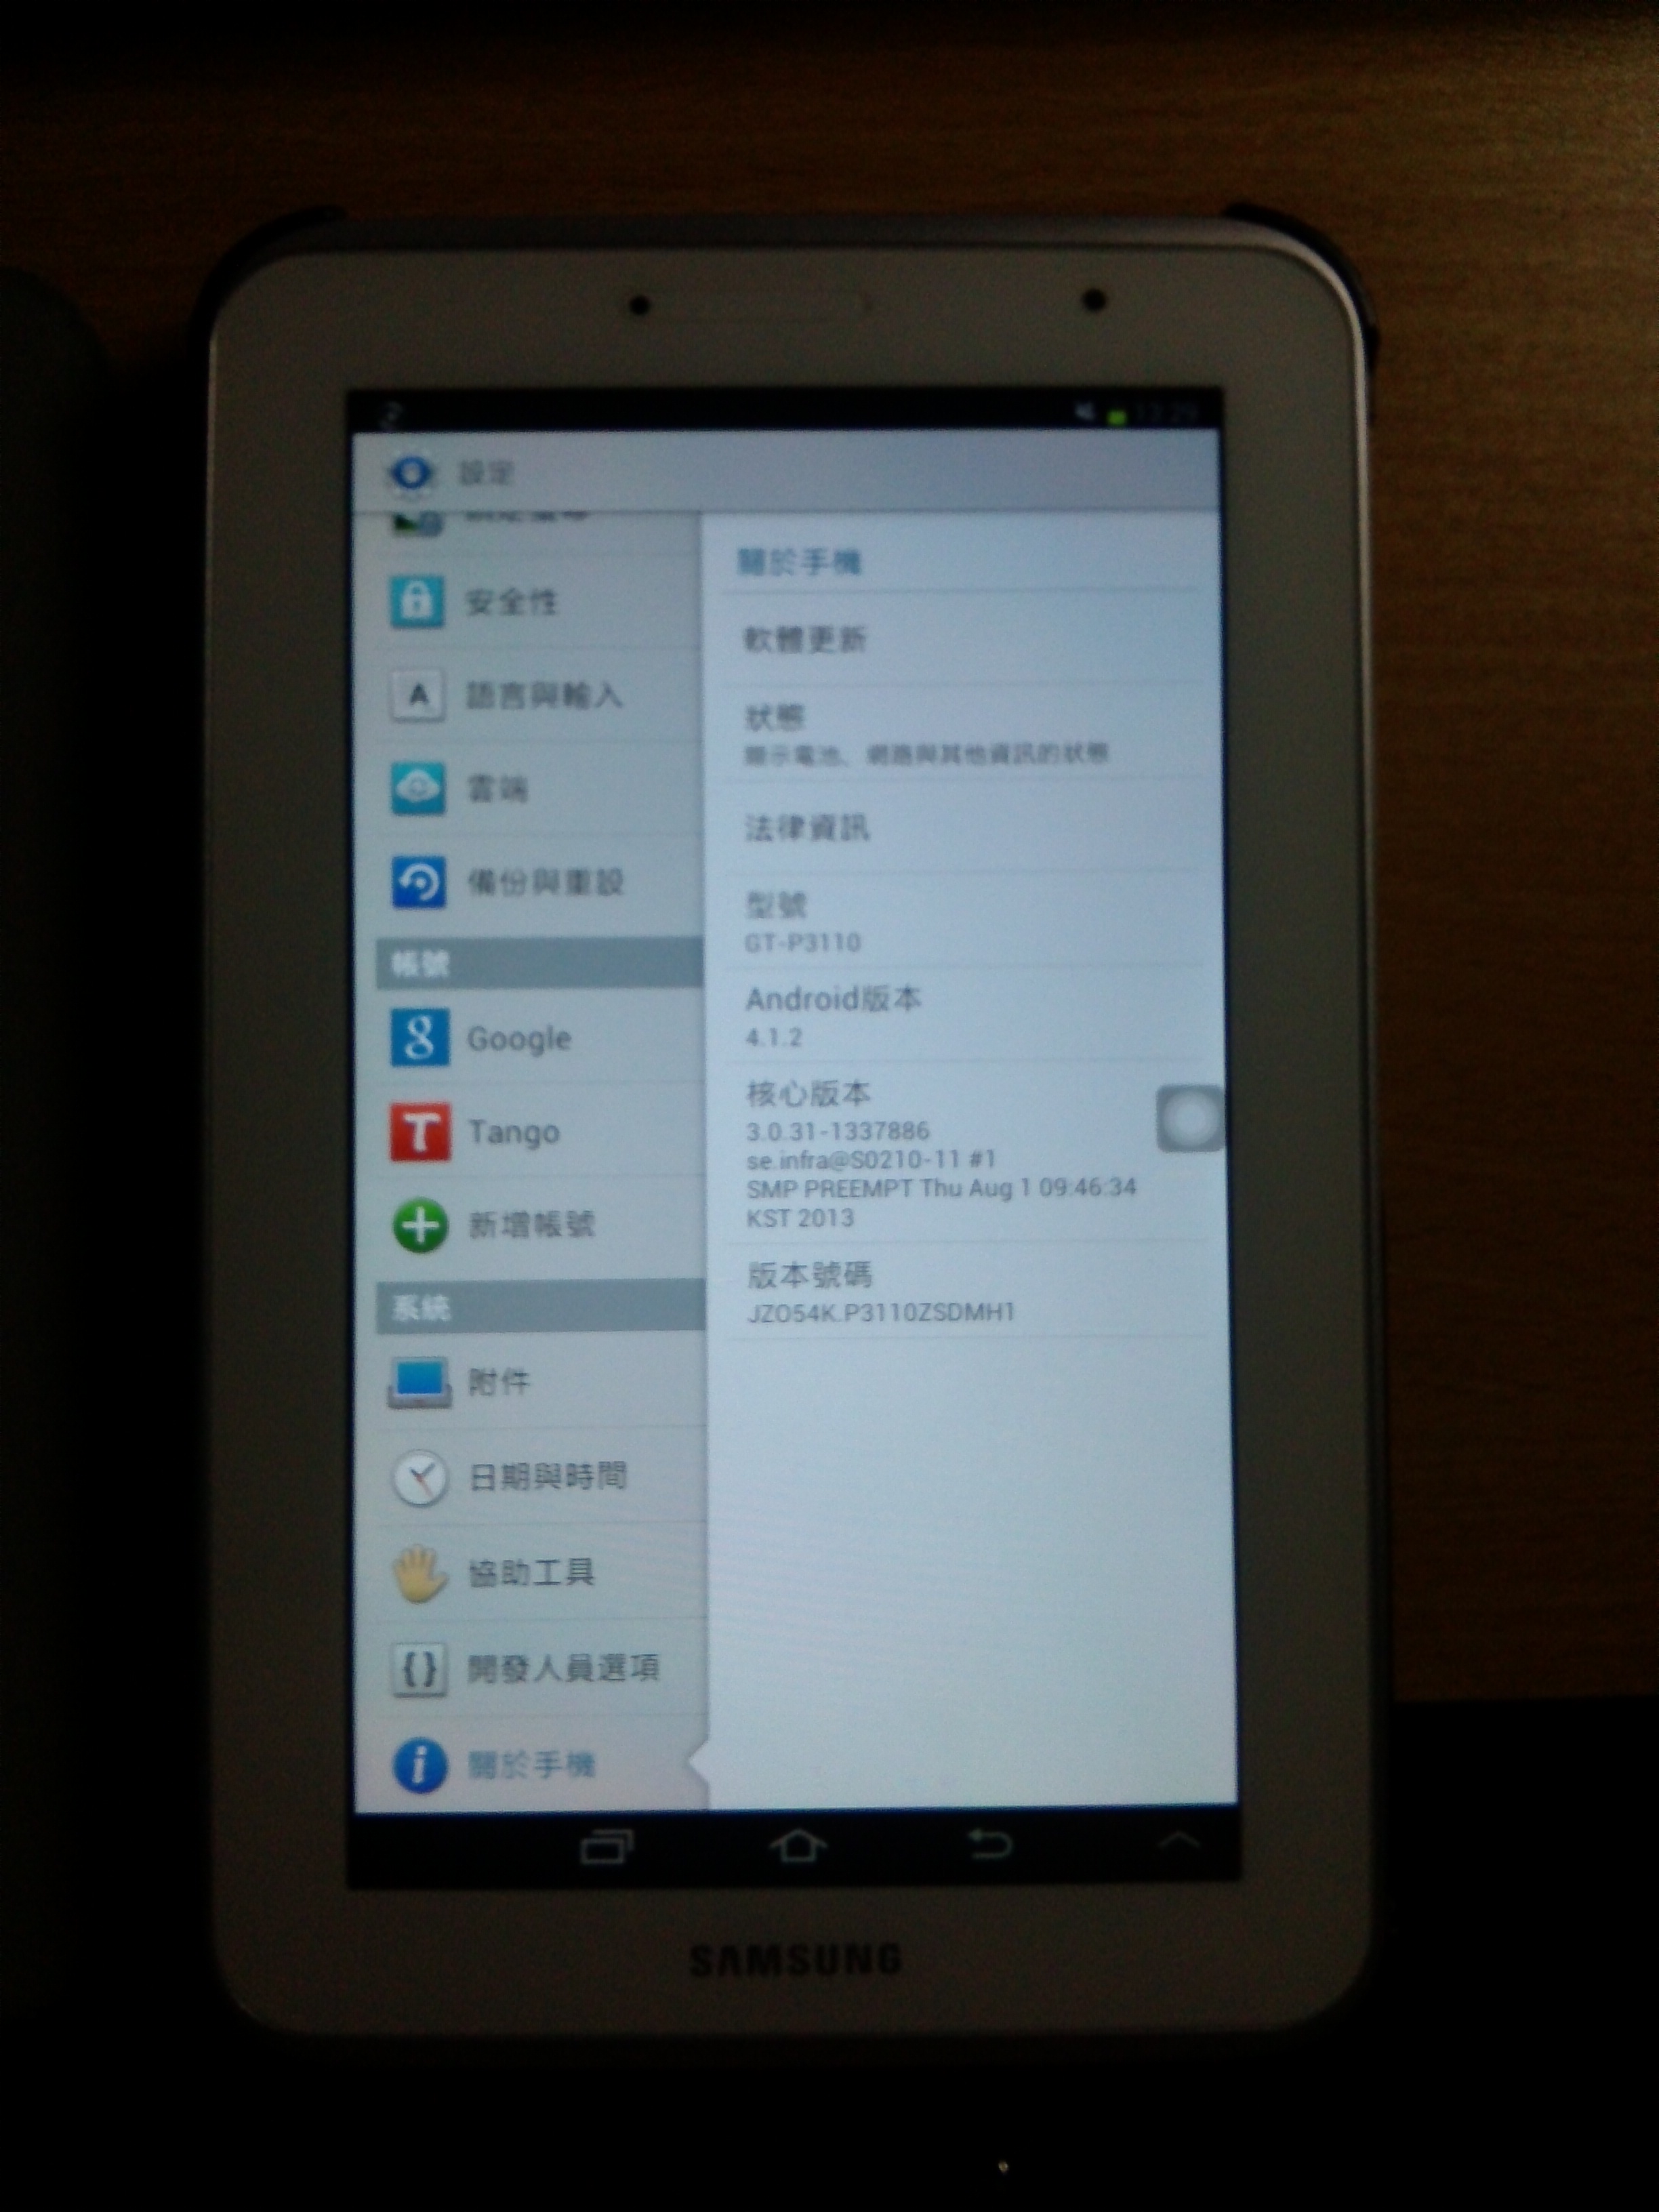 13:29
設定
安全性
語言與輸入
雲端
備份與重設
帳號
Google
Tango
新增帳號
系統
附件
日期與時間
協助工具
開發人員選項
關於手機
關於手機
軟體更新
狀態
顯示電池、網路與其他資訊的狀態
法律資訊
型號
GT-P3110
Android版本
4.1.2
核心版本
3.0.31-1337886
se.infra@S0210-11 #1
SMP PREEMPT Thu Aug 1 09:46:34
KST 2013
版本號碼
JZO54K.P3110ZSDMH1
SAMSUNG